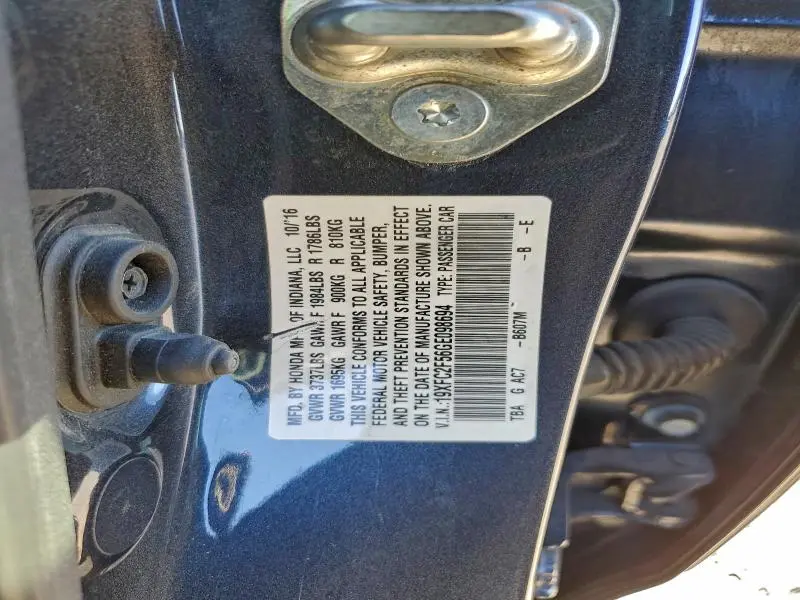 MFD. BY HONDA MFG OF INDIANA, LLC 10/'16
GVWR 3737LBS GAWR F 1984LBS R 1786LBS
GVWR 1695KG GAWR F 900KG R 810KG
THIS VEHICLE CONFORMS TO ALL APPLICABLE
FEDERAL MOTOR VEHICLE SAFETY, BUMPER,
AND THEFT PREVENTION STANDARDS IN EFFECT
ON THE DATE OF MANUFACTURE SHOWN ABOVE.
V.I.N.:19XFC2F56GE098694 TYPE: PASSENGER CAR
TBA G AC7 -B607M -B -E